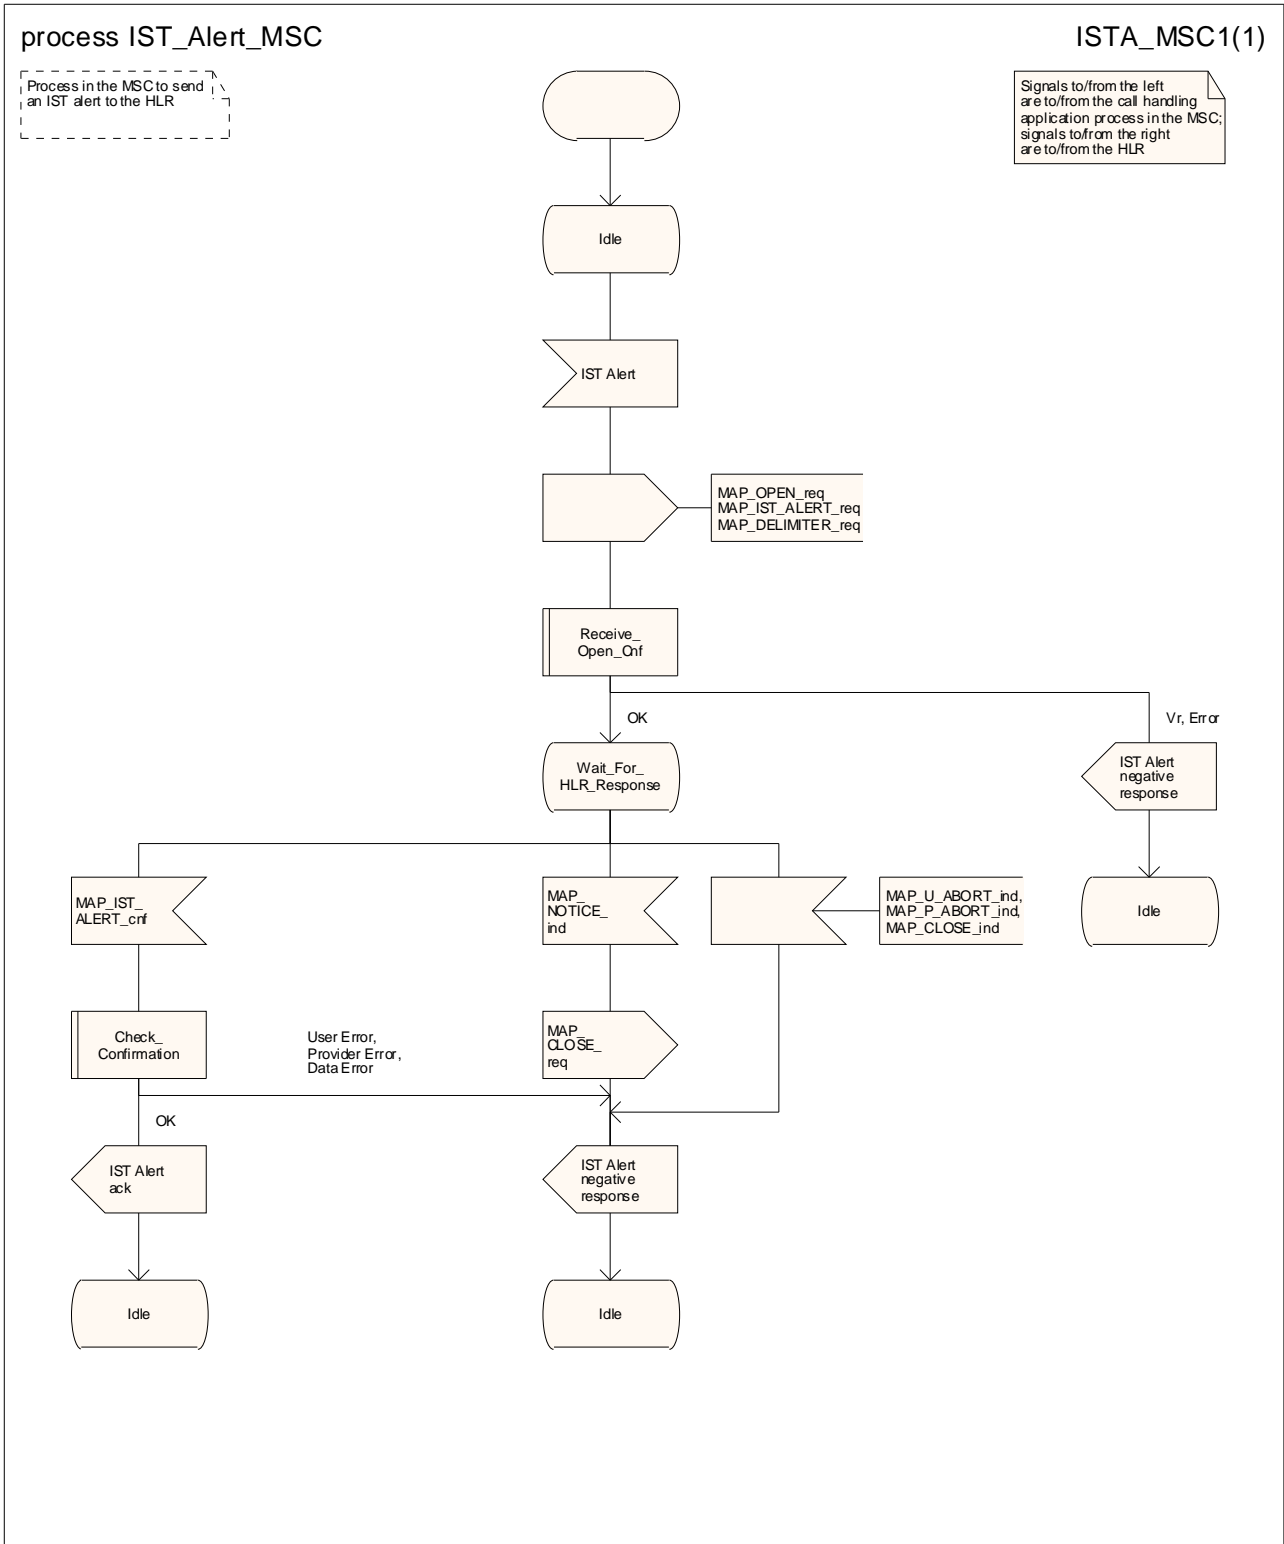 process IST_Alert_MSC
ISTA_MSC1(1)
Process in the MSC to send
an IST alert to the HLR
Signals to/from the left
are to/from the call handling
application process in the MSC;
signals to/from the right
are to/from the HLR
Idle
IST Alert
MAP_OPEN_req
MAP_IST_ALERT_req
MAP_DELIMITER_req
Receive_
Open_Cnf
OK
Vr, Error
Wait_For_
HLR_Response
IST Alert
negative
response
MAP_IST_
ALERT_cnf
MAP_
NOTICE_
ind
MAP_U_ABORT_ind,
MAP_P_ABORT_ind,
MAP_CLOSE_ind
Idle
Check_
Confirmation
User Error,
Provider Error,
Data Error
MAP_
CLOSE_
req
OK
IST Alert
ack
IST Alert
negative
response
Idle
Idle